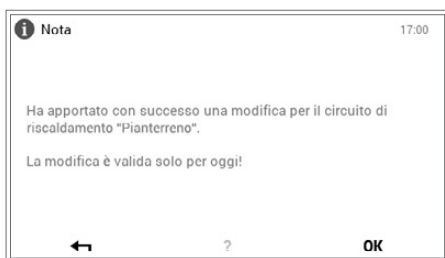 i Nota
17:00
Ha apportato con successo una modifica per il circuito di
riscaldamento "Pianterreno".
La modifica è valida solo per oggi!
? OK